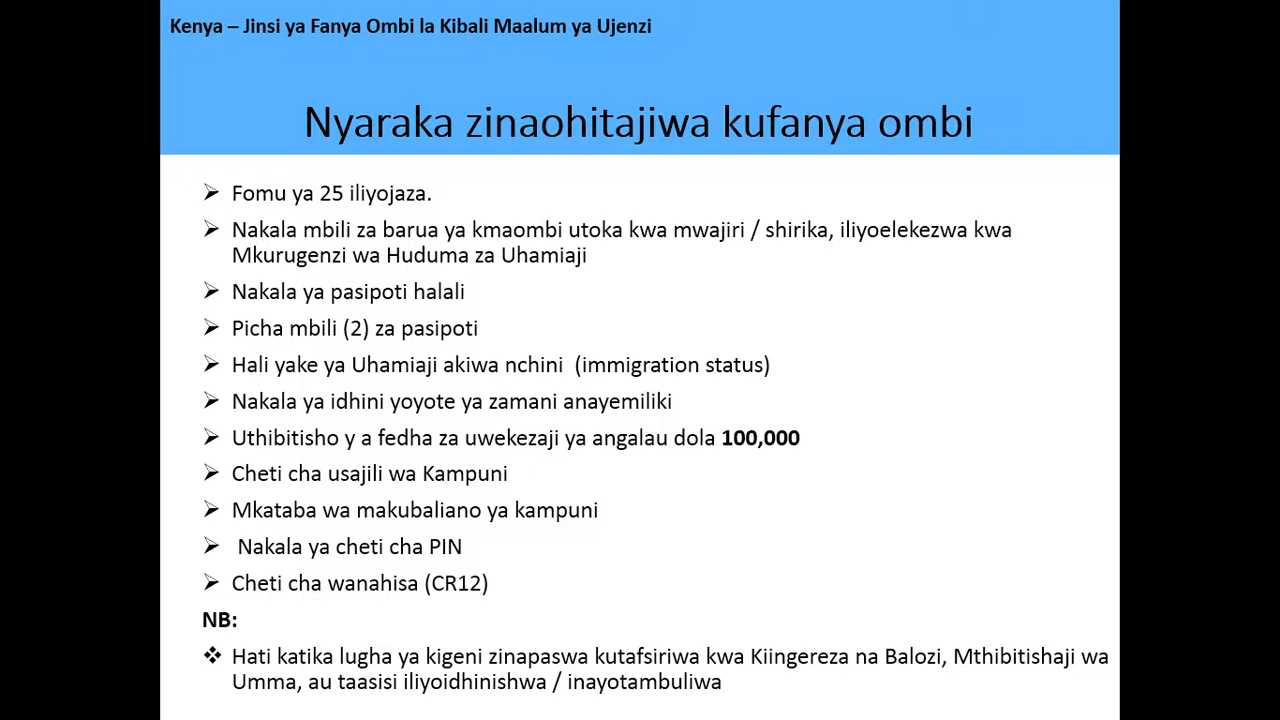 Kenya – Jinsi ya Fanya Ombi la Kibali Maalum ya Ujenzi
Nyaraka zinaohitajiwa kufanya ombi
Fomu ya 25 iliyojaza.
Nakala mbili za barua ya kmaombi utoka kwa mwajiri / shirika, iliyoelekezwa kwa
Mkurugenzi wa Huduma za Uhamiaji
Nakala ya pasipoti halali
Picha mbili (2) za pasipoti
Hali yake ya Uhamiaji akiwa nchini (immigration status)
Nakala ya idhini yoyote ya zamani anayemiliki
Uthibitisho y a fedha za uwekezaji ya angalau dola 100,000
Cheti cha usajili wa Kampuni
Mkataba wa makubaliano ya kampuni
Nakala ya cheti cha PIN
Cheti cha wanahisa (CR12)
NB:
Hati katika lugha ya kigeni zinapaswa kutafsiriwa kwa Kiingereza na Balozi, Mthibitishaji wa
Umma, au taasisi iliyoidhinishwa / inayotambuliwa